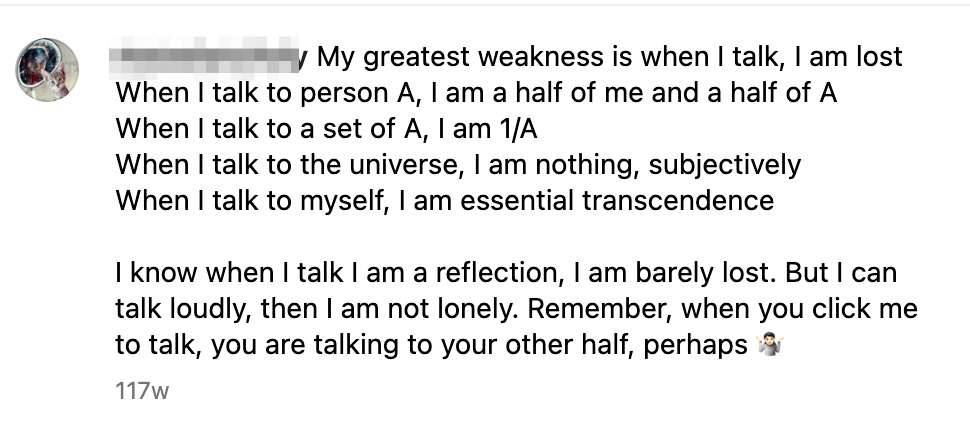 My greatest weakness is when I talk, I am lost
When I talk to person A, I am a half of me and a half of A
When I talk to a set of A, I am 1/A
When I talk to the universe, I am nothing, subjectively
When I talk to myself, I am essential transcendence
I know when I talk I am a reflection, I am barely lost. But I can
talk loudly, then I am not lonely. Remember, when you click me
to talk, you are talking to your other half, perhaps 🤷🏻‍♂️
117w